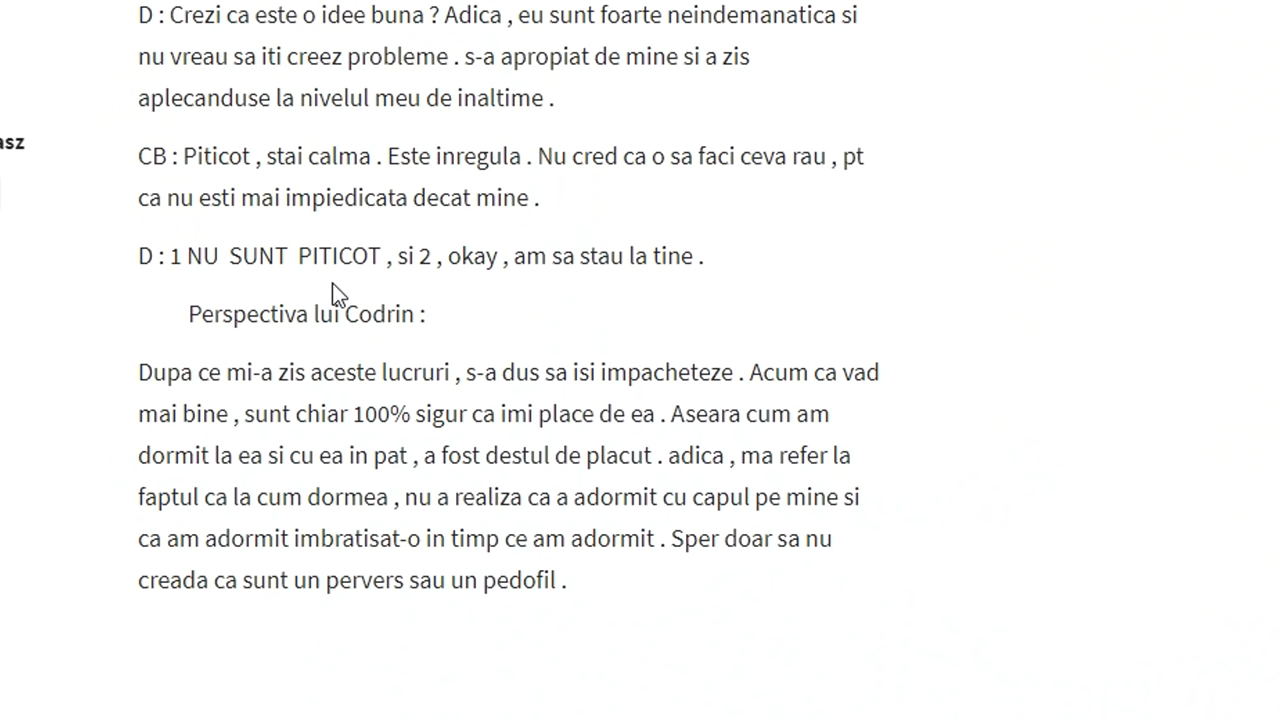 D : Crezi ca este o idee buna ? Adica , eu sunt foarte neindemanatica si
nu vreau sa iti creez probleme . s-a apropiat de mine si a zis
aplecanduse la nivelul meu de inaltime .
asz
CB : Piticot , stai calma . Este inregula . Nu cred ca o sa faci ceva rau , pt
ca nu esti mai impiedicata decat mine .
D : 1 NU SUNT PITICOT , si 2 , okay , am sa stau la tine .
Perspectiva lui Codrin :
Dupa ce mi-a zis aceste lucruri , s-a dus sa isi impacheteze . Acum ca vad
mai bine , sunt chiar 100% sigur ca imi place de ea . Aseara cum am
dormit la ea si cu ea in pat , a fost destul de placut . adica , ma refer la
faptul ca la cum dormea , nu a realiza ca a adormit cu capul pe mine si
ca am adormit imbratisat-o in timp ce am adormit . Sper doar sa nu
creada ca sunt un pervers sau un pedofil .